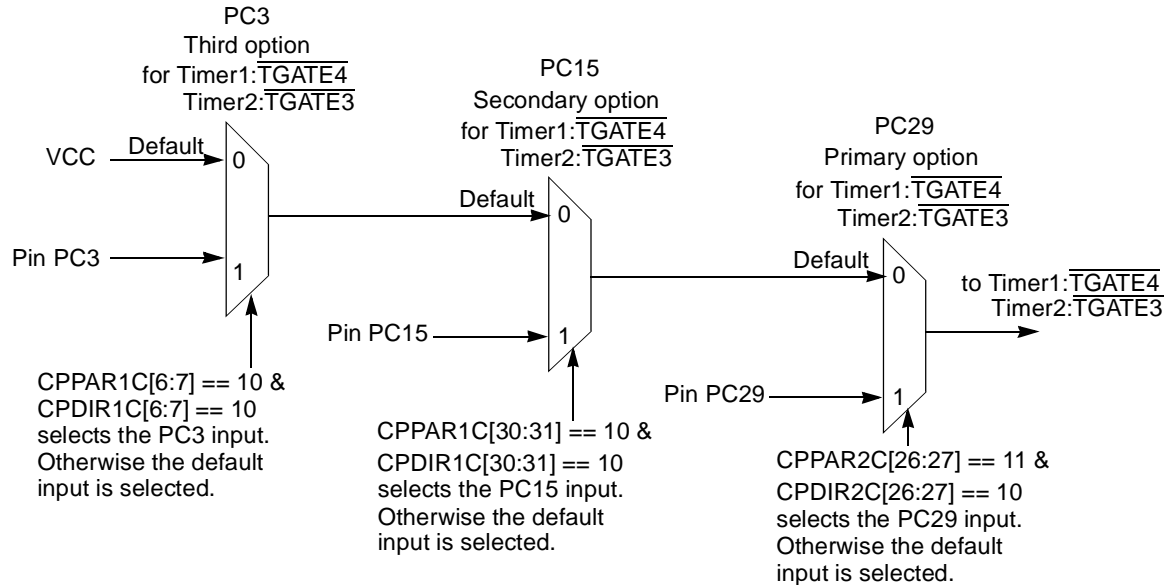 PC3
Third option
for Timer1:TGATE4
Timer2:TGATE3
VCC
Default
0
Pin PC3
1
CPPAR1C[6:7] == 10 &
CPDIR1C[6:7] == 10
selects the PC3 input.
Otherwise the default
input is selected.
PC15
Secondary option
for Timer1:TGATE4
Timer2:TGATE3
Default
0
Pin PC15
1
CPPAR1C[30:31] == 10 &
CPDIR1C[30:31] == 10
selects the PC15 input.
Otherwise the default
input is selected.
PC29
Primary option
for Timer1:TGATE4
Timer2:TGATE3
Default
0
Pin PC29
1
to Timer1:TGATE4
Timer2:TGATE3
CPPAR2C[26:27] == 11 &
CPDIR2C[26:27] == 10
selects the PC29 input.
Otherwise the default
input is selected.